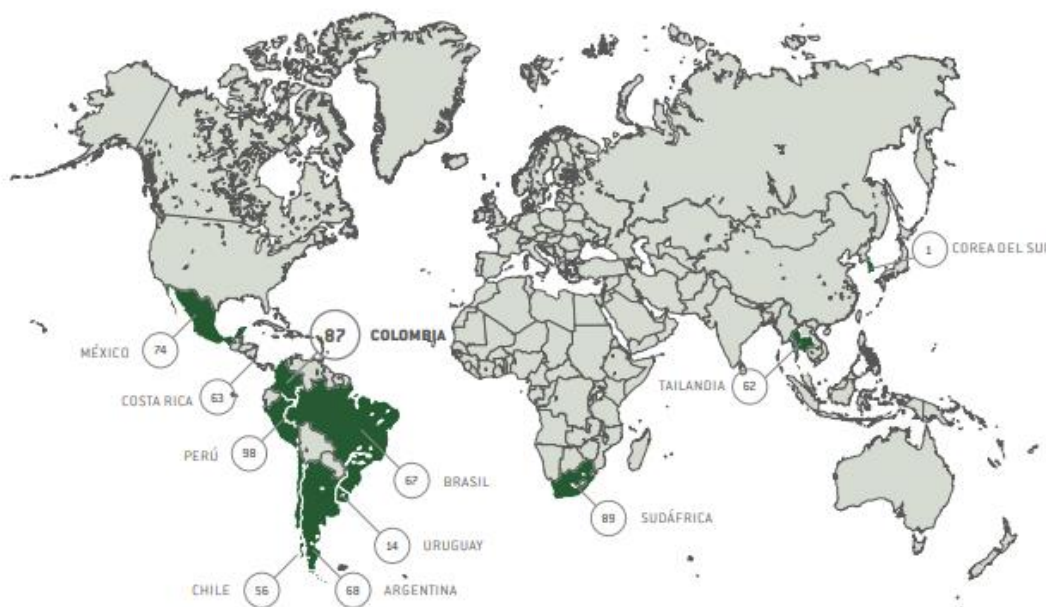 1 COREA DEL SUR
87 COLOMBIA
MÉXICO 74
TAILANDIA 62
COSTA RICA 63
PERÚ 98
67 BRASIL
89 SUDÁFRICA
14 URUGUAY
CHILE 56
68 ARGENTINA